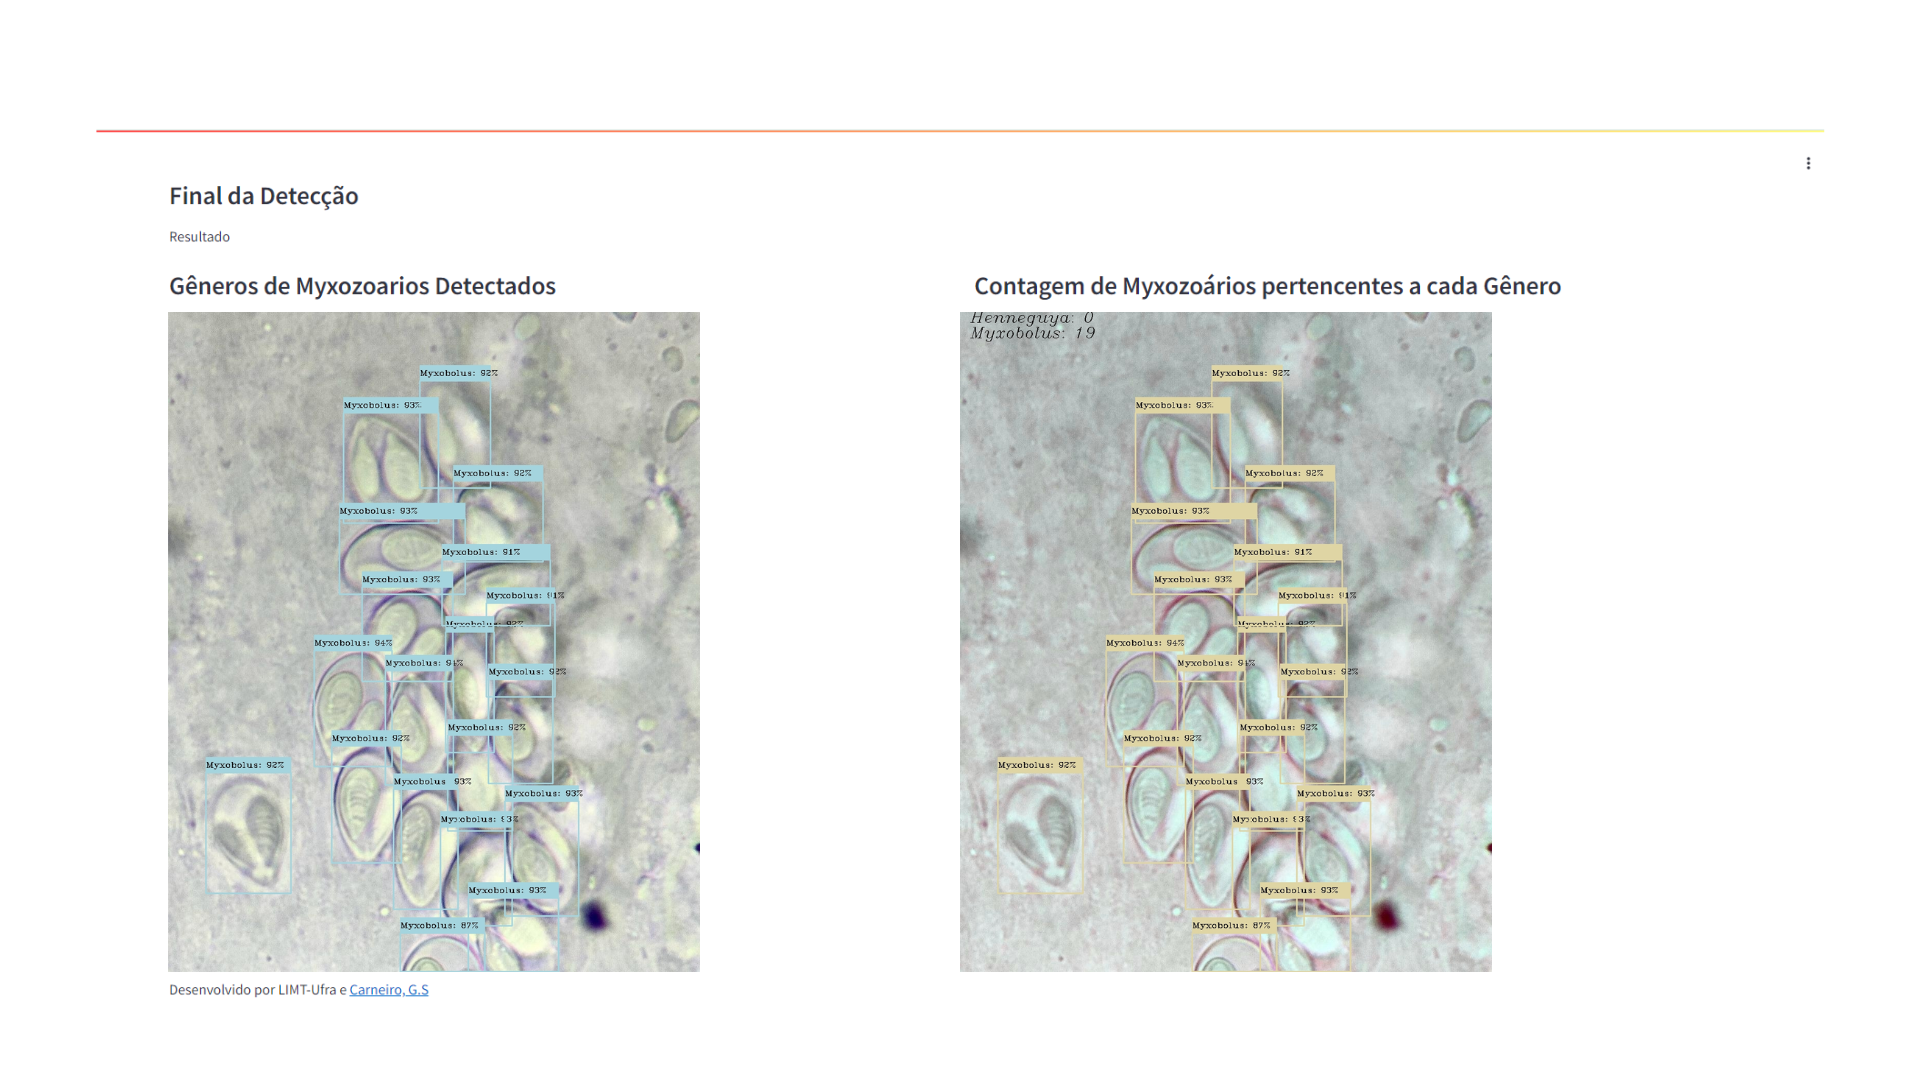 Final da Detecção
Resultado
Gêneros de Myxozoarios Detectados
Myxobolus: 92%
Myxobolus: 93%
Myxobolus: 92%
Myxobolus: 93%
Myxobolus: 91%
Myxobolus: 93%
Myxobolus: 91%
Myxobolus: 92%
Myxobolus: 94%
Myxobolus: 94%
Myxobolus: 92%
Myxobolus: 92%
Myxobolus: 92%
Myxobolus: 92%
Myxobolus 93%
Myxobolus: 93%
Myxobolus: 93%
Myxobolus: 93%
Myxobolus: 87%
Desenvolvido por LIMT-Ufra e Carneiro, G.S
Contagem de Myxozoários pertencentes a cada Gênero
Henneguya: 0
Myxobolus: 19
Myxobolus: 92%
Myxobolus: 93%
Myxobolus: 92%
Myxobolus: 93%
Myxobolus: 91%
Myxobolus: 93%
Myxobolus: 91%
Myxobolus: 92%
Myxobolus: 94%
Myxobolus: 94%
Myxobolus: 92%
Myxobolus: 92%
Myxobolus: 92%
Myxobolus: 92%
Myxobolus 93%
Myxobolus: 93%
Myxobolus: 93%
Myxobolus: 93%
Myxobolus: 87%